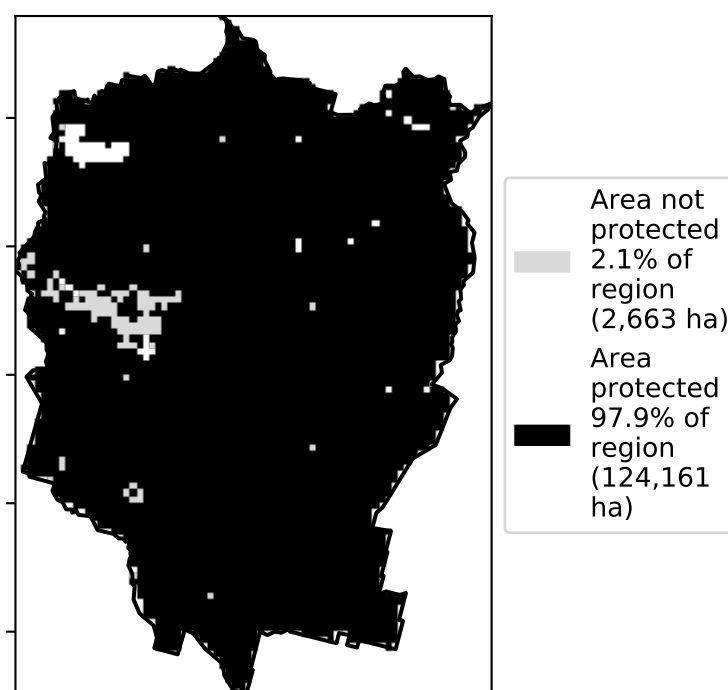 Area not
protected
2.1% of
region
(2,663 ha)
Area
protected
97.9% of
region
(124,161
ha)